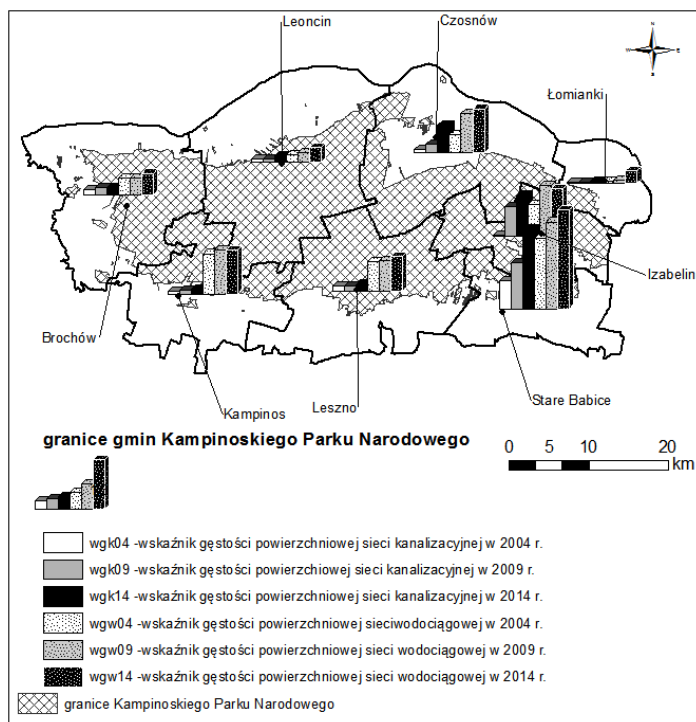 Leoncin
Czosnów
N
W E
S
Łomianki
Izabelin
Brochów
Kampinos
Leszno
Stare Babice
granice gmin Kampinoskiego Parku Narodowego
0 10 20
km
wgk04 -wskaźnik gęstości powierzchniowej sieci kanalizacyjnej w 2004 r.
wgk09 -wskaźnik gęstości powierzchiowej sieci kanalizacyjnej w 2009 r.
wgk14 -wskaźnik gęstości powierzchniowej sieci kanalizacyjnej w 2014 r.
wgw04 -wskaźnik gęstości powierzchniowej sieciwodociągowej w 2004 r.
wgw09 -wskaźnik gęstości powierzchniowej sieci wodociągowej w 2009 r.
wgw14 -wskaźnik gęstości powierzchniowej sieci wodociągowej w 2014 r.
granice Kampinoskiego Parku Narodowego